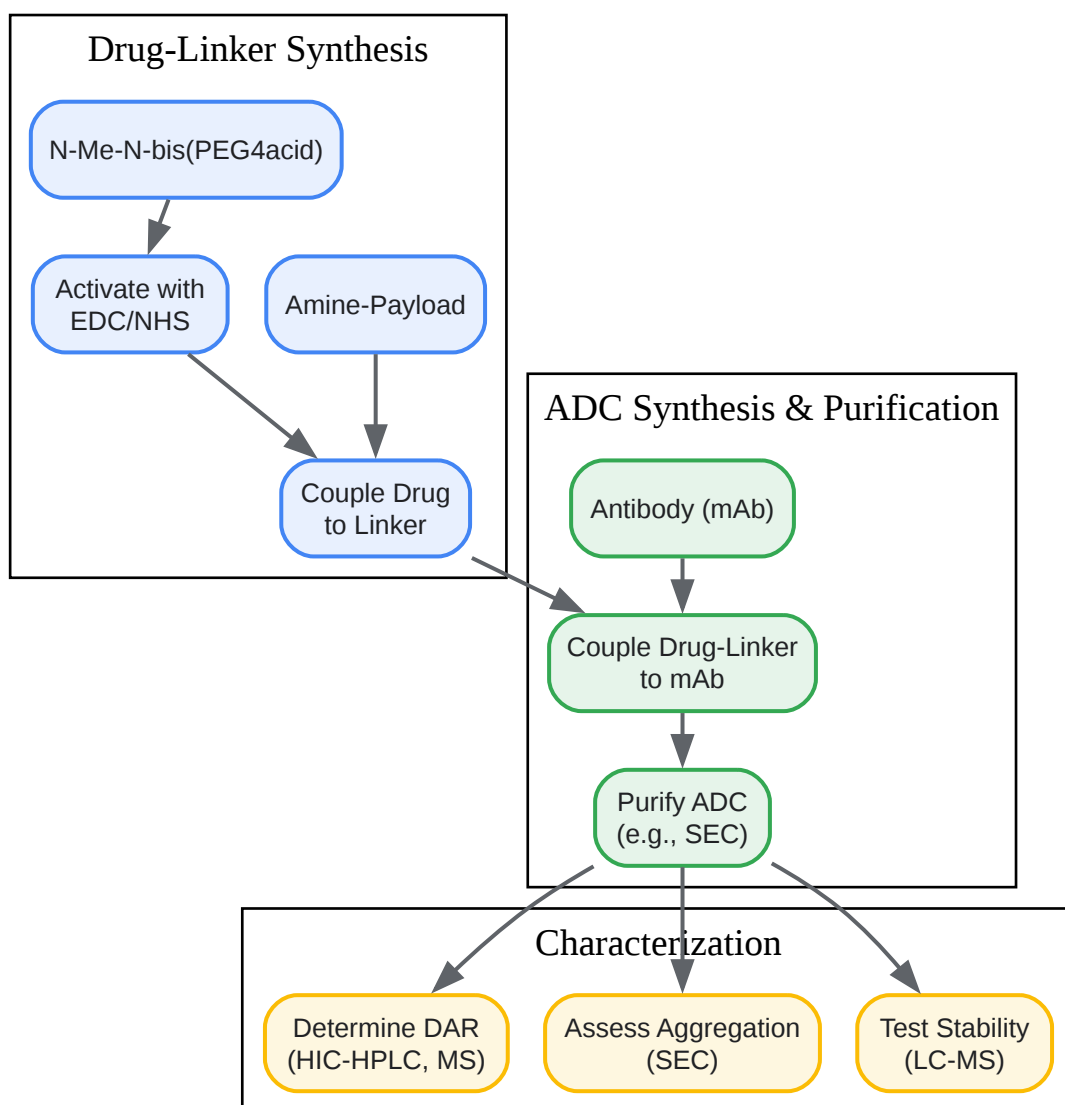 Drug-Linker Synthesis
N-Me-N-bis(PEG4acid)
Activate with
EDC/NHS
Amine-Payload
Couple Drug
to Linker
ADC Synthesis & Purification
Antibody (mAb)
Couple Drug-Linker
to mAb
Purify ADC
(e.g., SEC)
Characterization
Determine DAR
(HIC-HPLC, MS)
Assess Aggregation
(SEC)
Test Stability
(LC-MS)